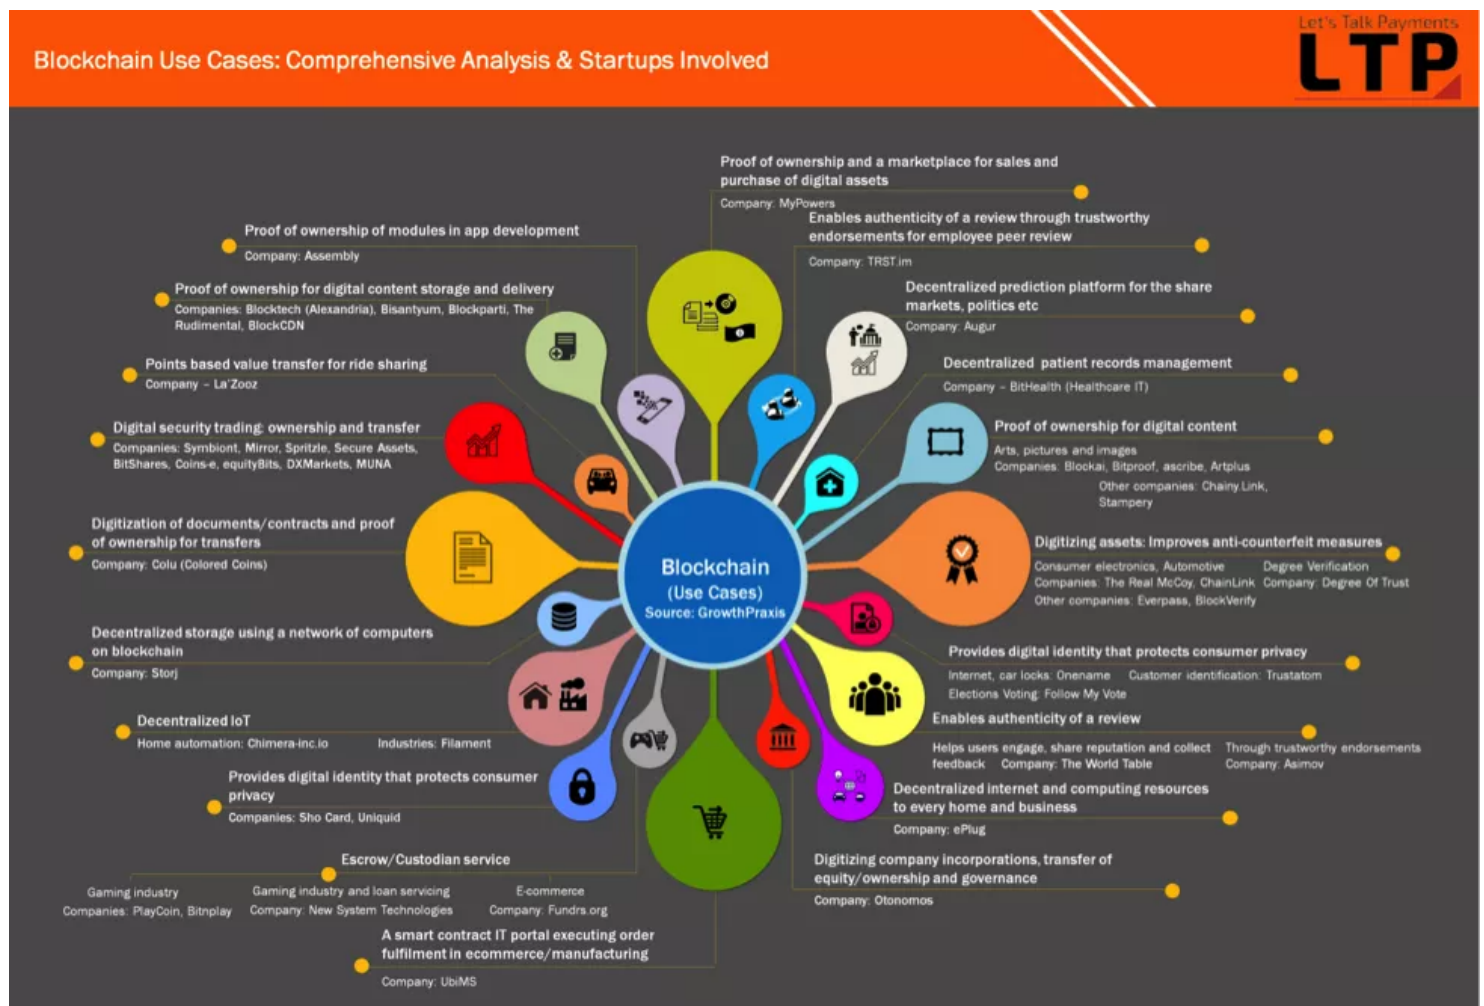 Blockchain Use Cases: Comprehensive Analysis & Startups Involved
Let's Talk Payments
LTP
Proof of ownership and a marketplace for sales and
purchase of digital assets
Company: MyPowers
Enables authenticity of a review through trustworthy
endorsements for employee peer review
Company: TRST.im
Decentralized prediction platform for the share
markets, politics etc
Company: Augur
Decentralized patient records management
Company – BitHealth (Healthcare IT)
Proof of ownership for digital content
Arts, pictures and images
Companies: Blockai, Bitproof, ascribe, Artplus
Other companies: Chainy.Link,
Stampery
Digitizing assets: Improves anti-counterfeit measures
Consumer electronics, Automotive Degree Verification
Companies: The Real McCoy, ChainLink Company: Degree Of Trust
Other companies: Everpass, BlockVerify
Provides digital identity that protects consumer privacy
Internet, car locks: Onename Customer identification: Trustatom
Elections Voting: Follow My Vote
Enables authenticity of a review
Helps users engage, share reputation and collect Through trustworthy endorsements
feedback Company: The World Table Company: Asimov
Decentralized internet and computing resources
to every home and business
Company: ePlug
Digitizing company incorporations, transfer of
equity/ownership and governance
Company: Otonomos
Proof of ownership of modules in app development
Company: Assembly
Proof of ownership for digital content storage and delivery
Companies: Blocktech (Alexandria), Bisantyum, Blockparti, The
Rudimental, BlockCDN
Points based value transfer for ride sharing
Company – La'Zooz
Digital security trading: ownership and transfer
Companies: Symbiont, Mirror, Spritzle, Secure Assets,
BitShares, Coins-e, equityBits, DXMarkets, MUNA
Digitization of documents/contracts and proof
of ownership for transfers
Company: Colu (Colored Coins)
Decentralized storage using a network of computers
on blockchain
Company: Storj
Decentralized IoT
Home automation: Chimera-inc.io Industries: Filament
Provides digital identity that protects consumer
privacy
Companies: Sho Card, Uniquid
Escrow/Custodian service
Gaming industry Gaming industry and loan servicing E-commerce
Companies: PlayCoin, Bitnplay Company: New System Technologies Company: Fundrs.org
A smart contract IT portal executing order
fulfilment in ecommerce/manufacturing
Company: UbiMS
Blockchain
(Use Cases)
Source: GrowthPraxis